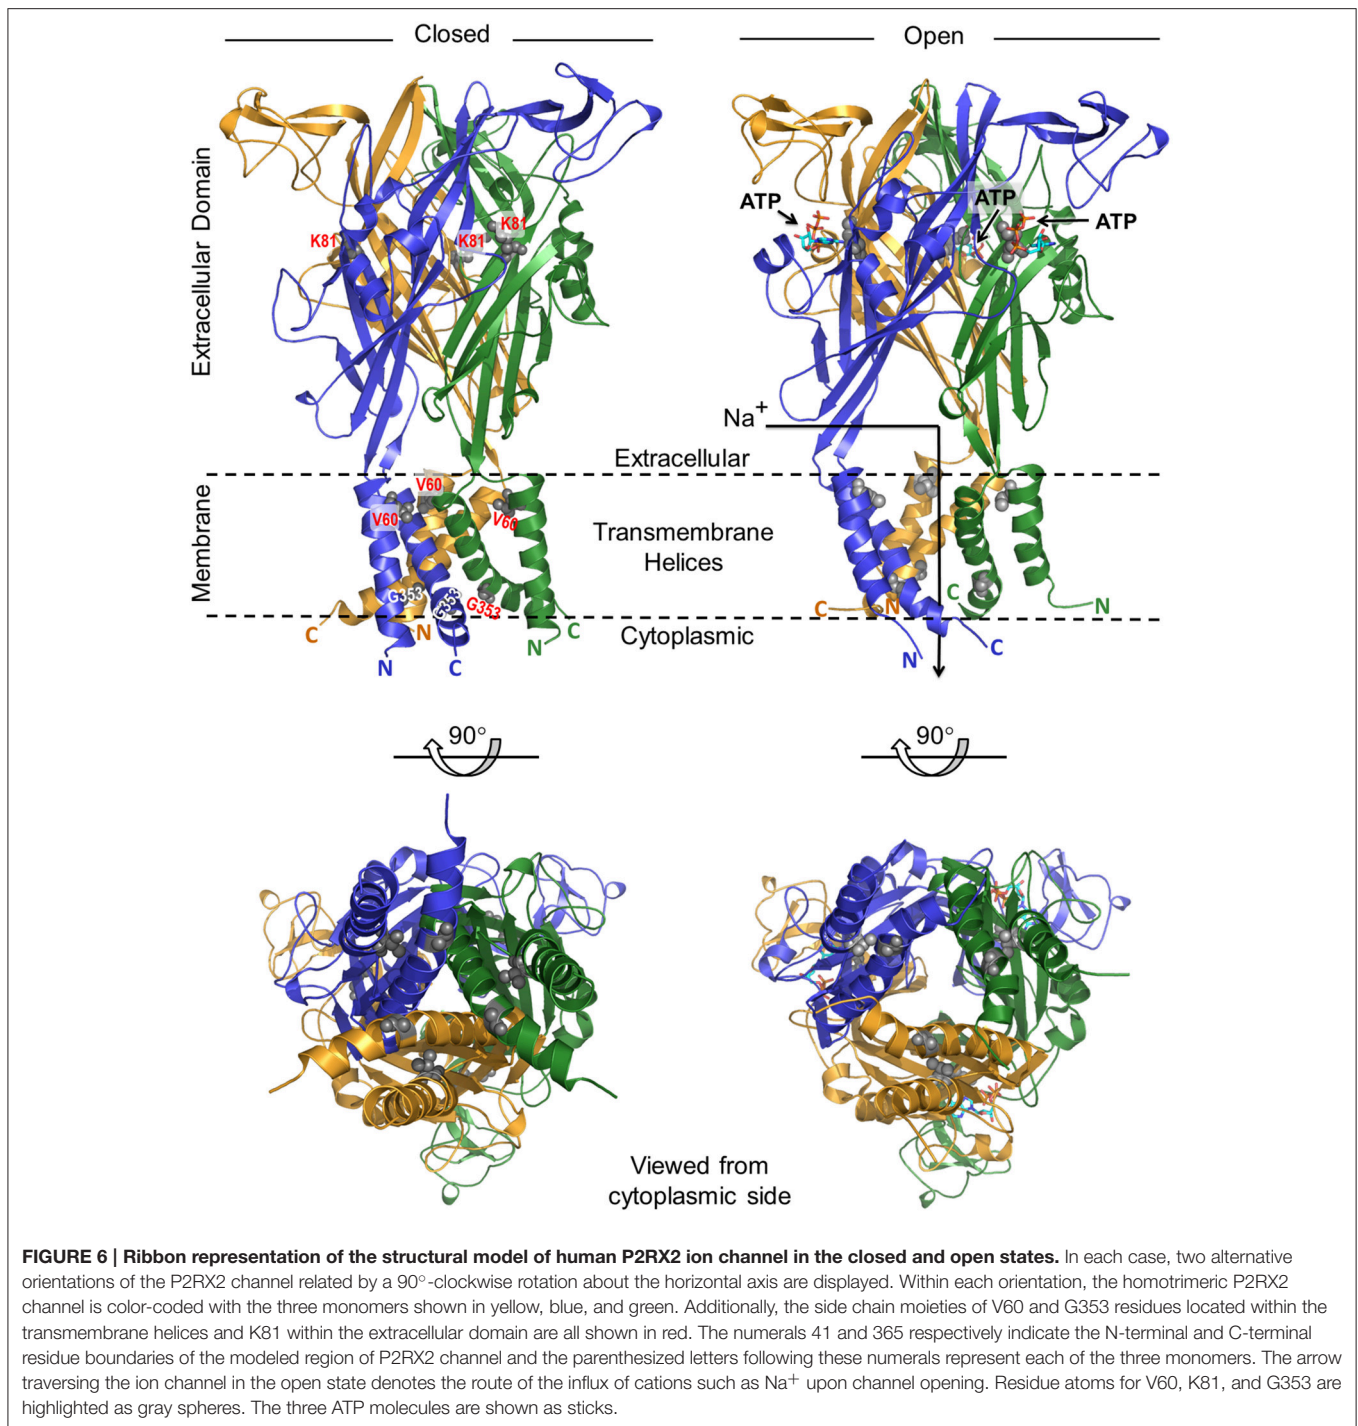 Closed
Open
Extracellular Domain
K81
K81
K81
ATP
ATP
ATP
Na+
Extracellular
Membrane
V60
V60
V60
Transmembrane
Helices
G353
G353
G353
C
N
N
C
N
C
Cytoplasmic
C
N
N
C
C
N
90°
90°
Viewed from
cytoplasmic side
FIGURE 6 | Ribbon representation of the structural model of human P2RX2 ion channel in the closed and open states. In each case, two alternative
orientations of the P2RX2 channel related by a 90°-clockwise rotation about the horizontal axis are displayed. Within each orientation, the homotrimeric P2RX2
channel is color-coded with the three monomers shown in yellow, blue, and green. Additionally, the side chain moieties of V60 and G353 residues located within the
transmembrane helices and K81 within the extracellular domain are all shown in red. The numerals 41 and 365 respectively indicate the N-terminal and C-terminal
residue boundaries of the modeled region of P2RX2 channel and the parenthesized letters following these numerals represent each of the three monomers. The arrow
traversing the ion channel in the open state denotes the route of the influx of cations such as Na+ upon channel opening. Residue atoms for V60, K81, and G353 are
highlighted as gray spheres. The three ATP molecules are shown as sticks.